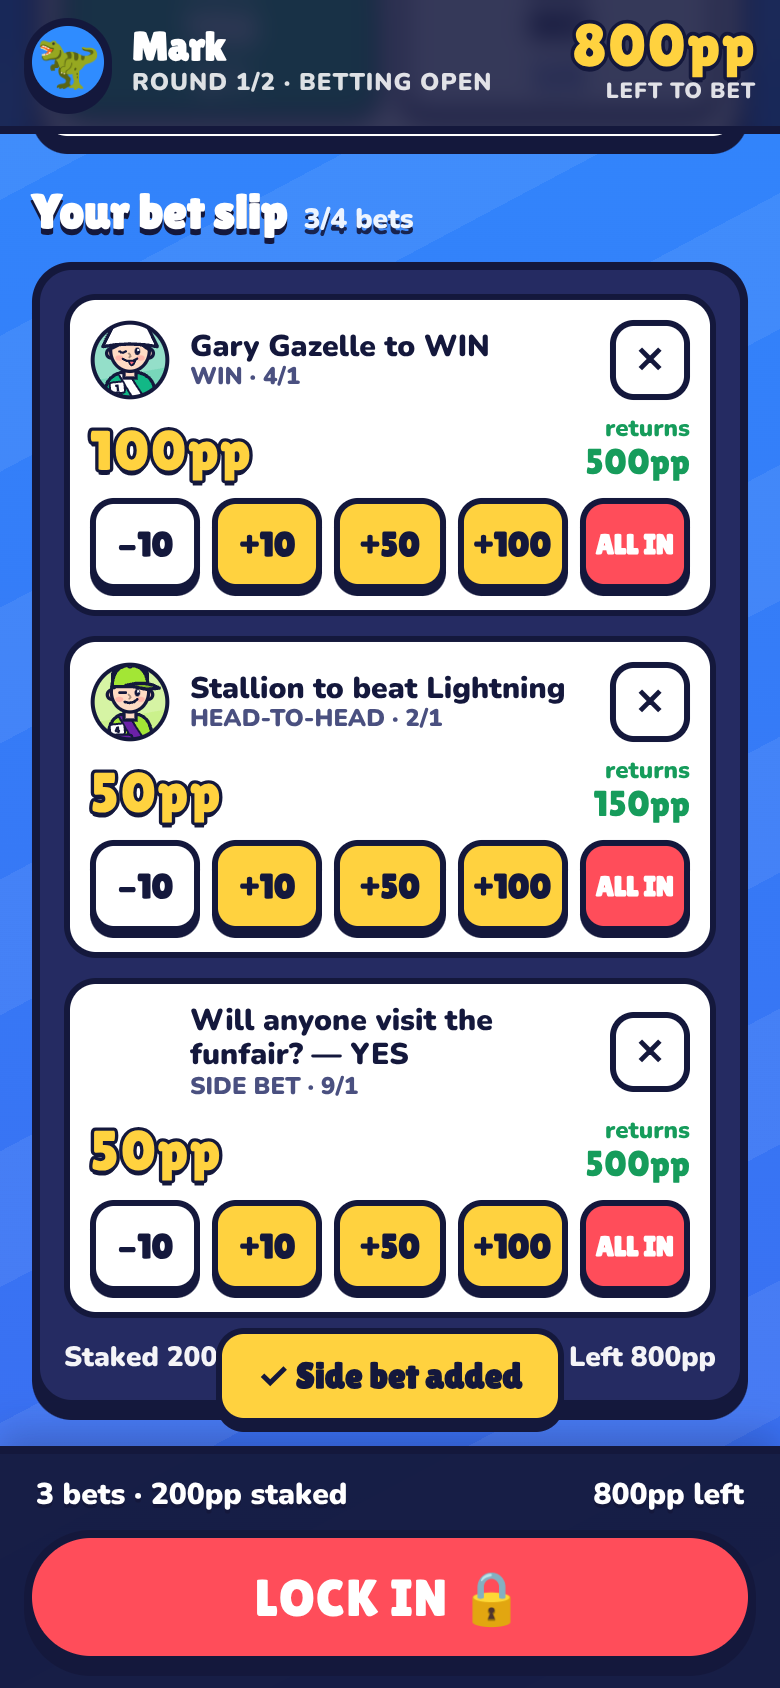 Mark
ROUND 1/2 · BETTING OPEN
800pp
LEFT TO BET
Your bet slip 3/4 bets
Gary Gazelle to WIN
WIN · 4/1
1
✕
100pp
returns
500pp
–10 +10 +50 +100 ALL IN
Stallion to beat Lightning
HEAD-TO-HEAD · 2/1
4
✕
50pp
returns
150pp
–10 +10 +50 +100 ALL IN
Will anyone visit the
funfair? — YES
SIDE BET · 9/1
✕
50pp
returns
500pp
–10 +10 +50 +100 ALL IN
Staked 200
✓ Side bet added
Left 800pp
3 bets · 200pp staked
800pp left
LOCK IN 🔒